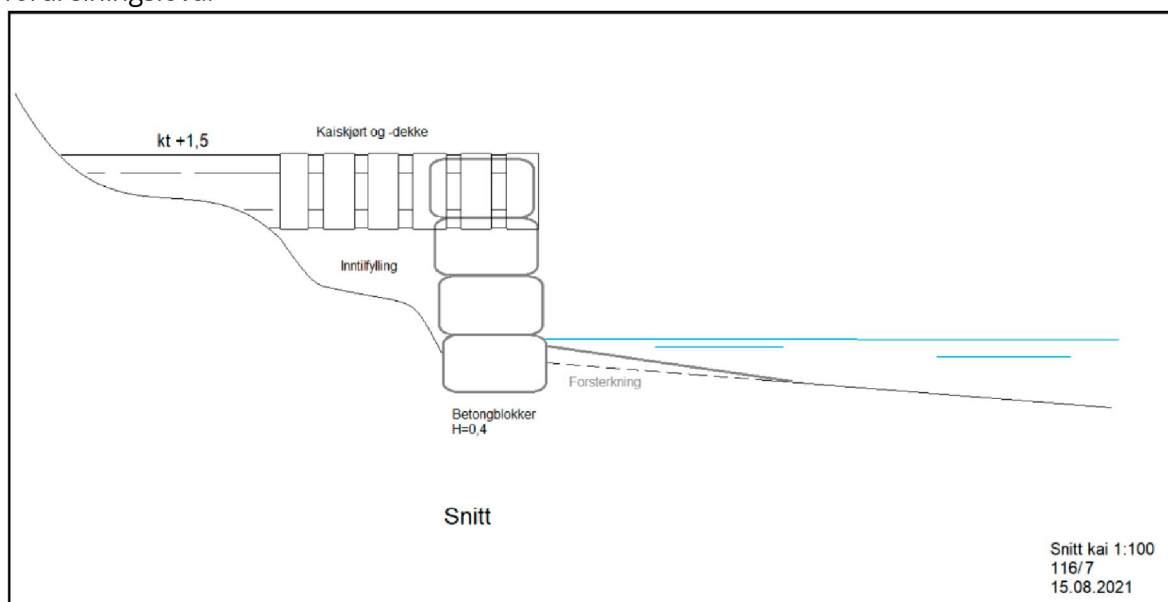 kt +1,5
Kaiskjørt og -dekke
Inntilfylling
Forsterkning
Betongblokker
H=0,4
Snitt
Snitt kai 1:100
116/7
15.08.2021